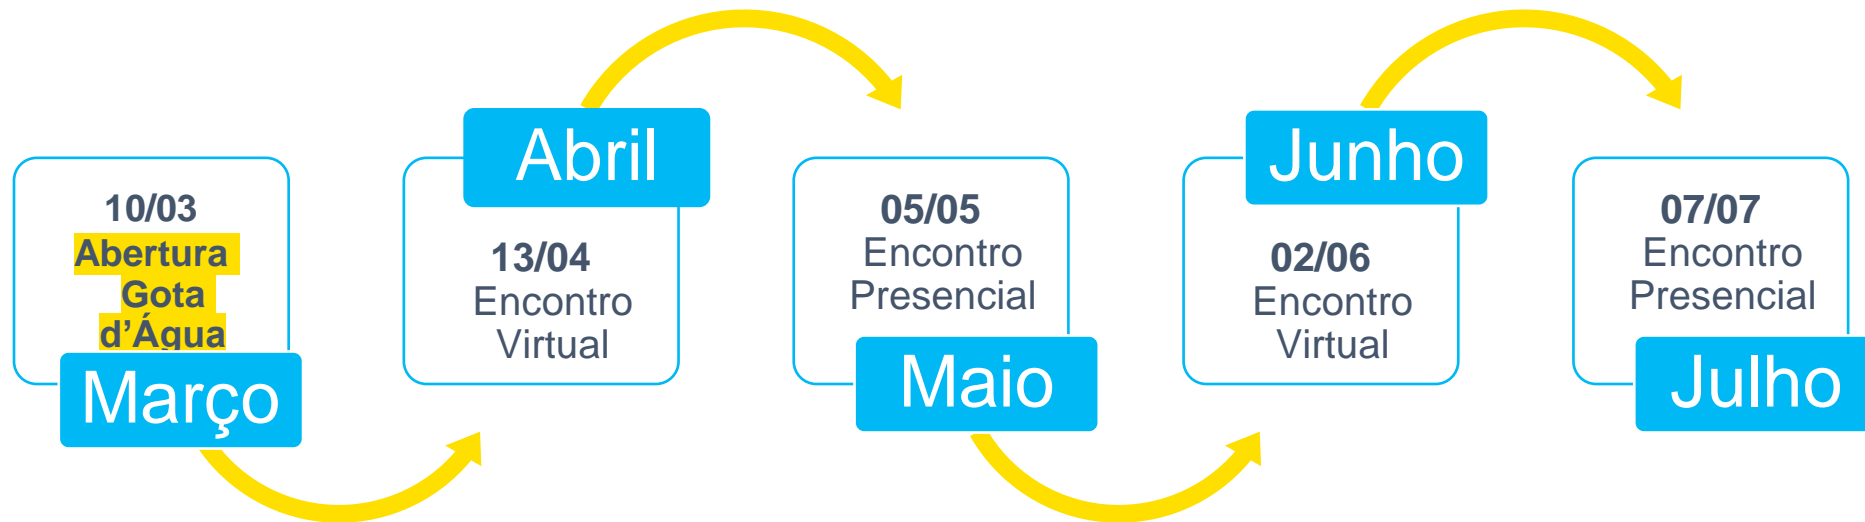 10/03
Abertura
Gota
d’Água
Março
Abril
13/04
Encontro
Virtual
05/05
Encontro
Presencial
Maio
Junho
02/06
Encontro
Virtual
07/07
Encontro
Presencial
Julho